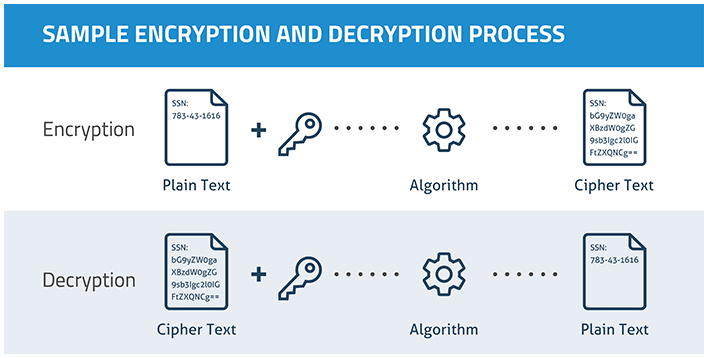 SAMPLE ENCRYPTION AND DECRYPTION PROCESS
Encryption
SSN:
783-43-1616
Plain Text
+
Algorithm
SSN:
bG9yZW0ga
XBzdW0gZG
9sb3Igc2l0IG
FtZXQNCg==
Cipher Text
Decryption
SSN:
bG9yZW0ga
XBzdW0gZG
9sb3Igc2l0IG
FtZXQNCg==
Cipher Text
+
Algorithm
SSN:
783-43-1616
Plain Text